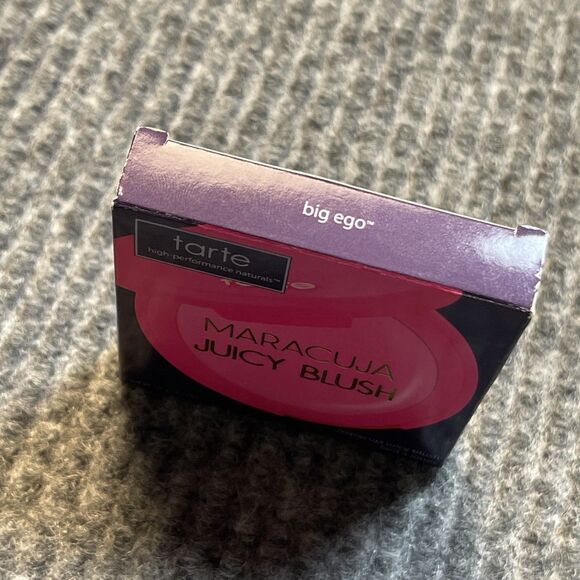 big ego™
tarte
high-performance naturals™
MARACUJA
JUICY BLUSH